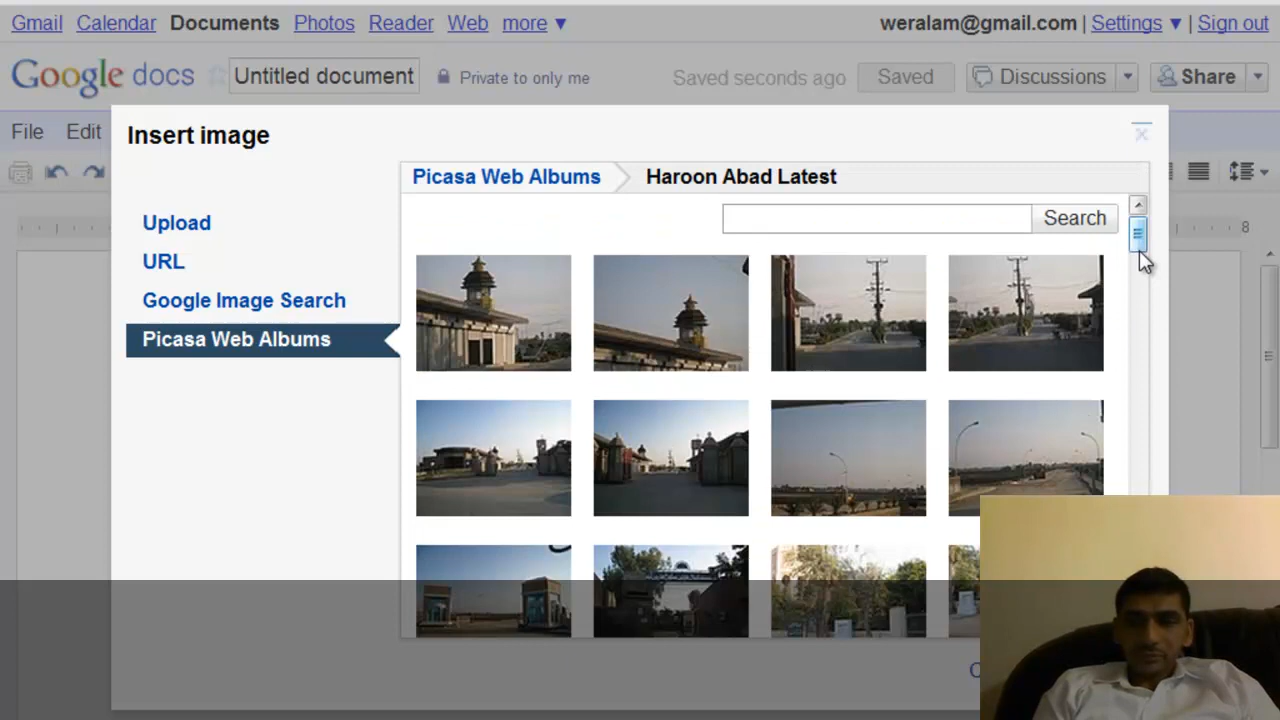 Gmail Calendar Documents Photos Reader Web more ▼ weralam@gmail.com | Settings ▼ | Sign out
Google docs Untitled document Private to only me Saved seconds ago Saved Discussions Share
File Edit
Insert image
Picasa Web Albums Haroon Abad Latest
Search
8
Upload
URL
Google Image Search
Picasa Web Albums